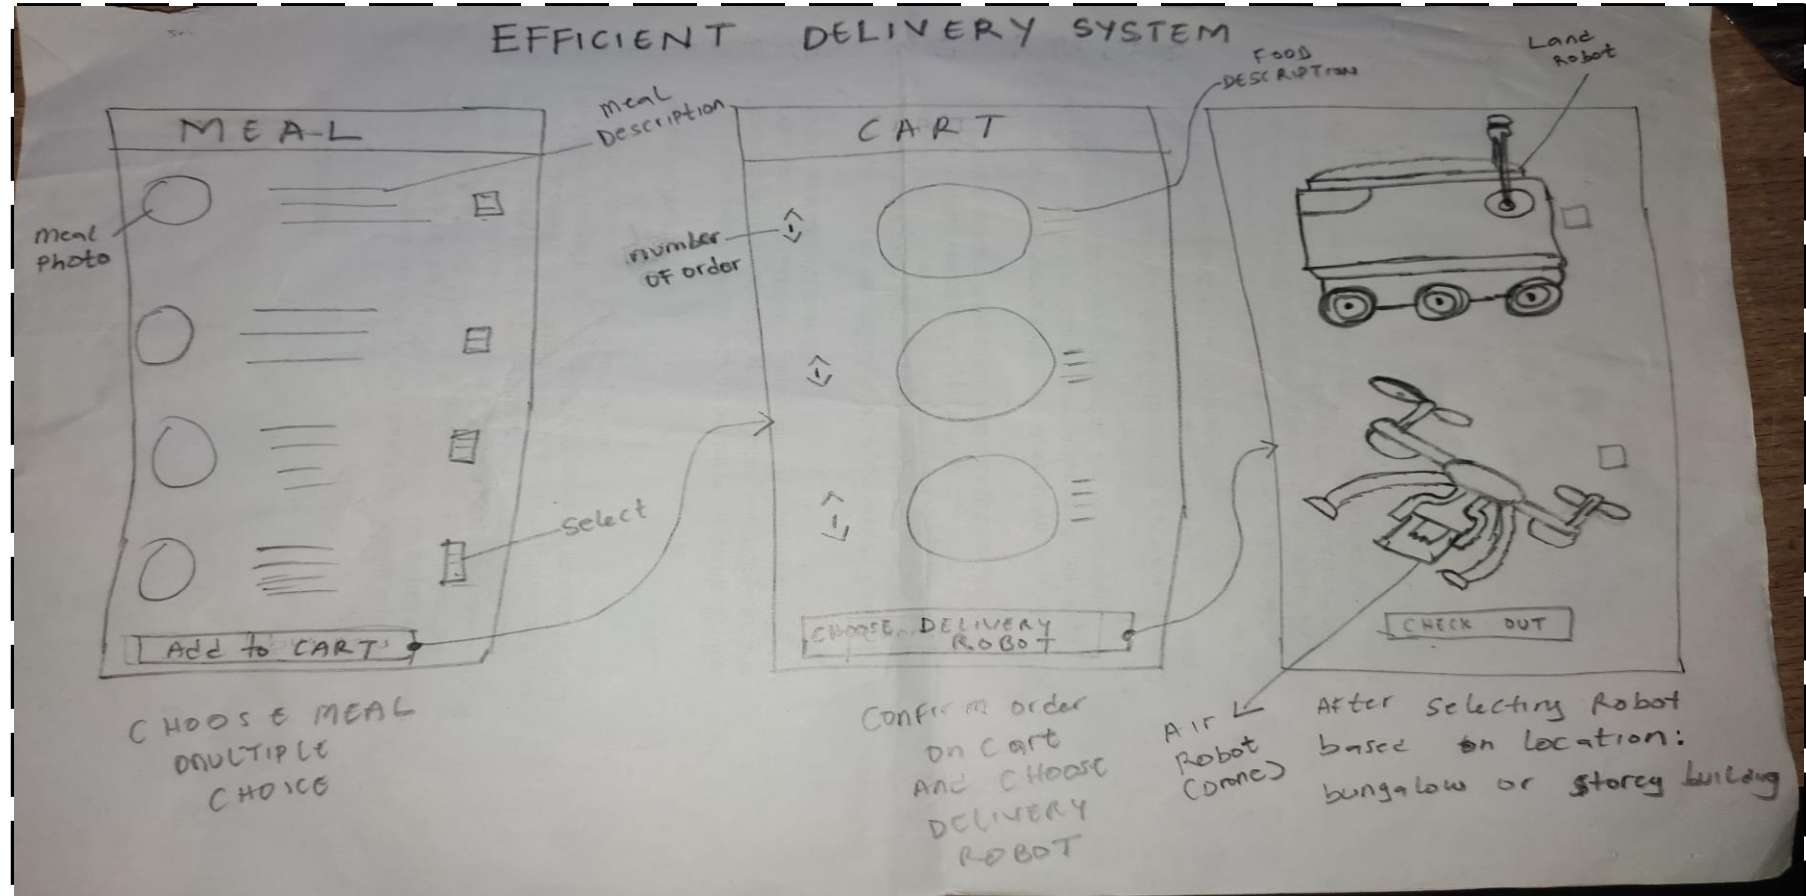 EFFICIENT DELIVERY SYSTEM
MEAL
meal
Description
Meal
Photo
Select
Add to CART
CHOOSE MEAL
MULTIPLE
CHOICE
CART
FOOD
DESCRIPTION
number
OF order
CHOOSE DELIVERY
ROBOT
Confirm order
on Cart
And CHOOSE
DELIVERY
ROBOT
Land
Robot
CHECK OUT
Air
Robot
(Drone)
After selecting Robot
based on location:
bungalow or storey building